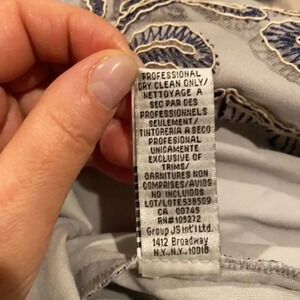 PROFESSIONAL
DRY CLEAN ONLY/
NETTOYAGE A
SEC PAR DES
PROFESSIONNELS
SEULEMENT/
TINTORERIA A SECO
PROFESIONAL
UNICAMENTE
EXCLUSIVE OF
TRIMS/
GARNITURES NON
COMPRISES/AVIOS
NO INCLUIDOS
LOT/LOTE538509
CA 00745
RN#105272
Group JS Int'l Ltd.
1412 Broadway
N.Y., N.Y., 10018